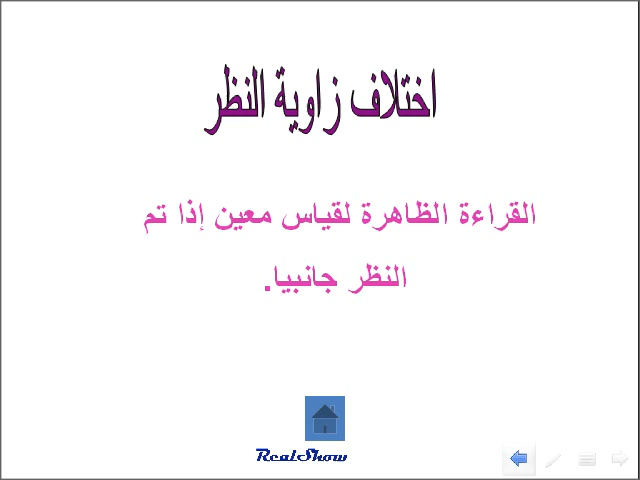 اختلاف زاوية النظر
القراءة الظاهرة لقياس معين إذا تم
النظر جانبيا.
RealShow